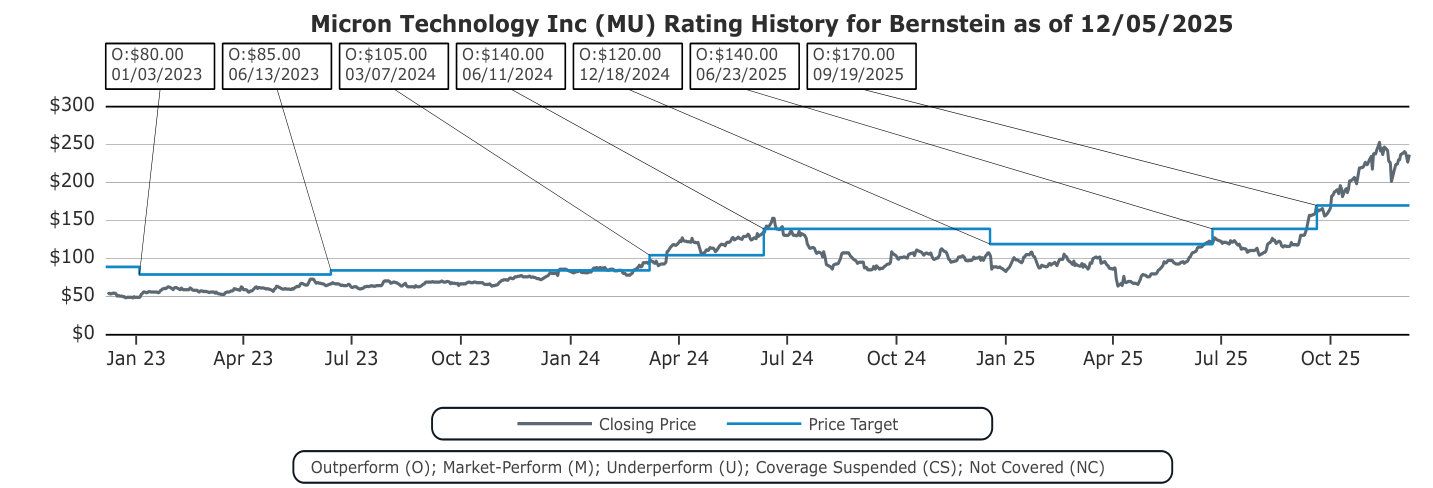 Micron Technology Inc (MU) Rating History for Bernstein as of 12/05/2025
O:$80.00
01/03/2023
O:$85.00
06/13/2023
O:$105.00
03/07/2024
O:$140.00
06/11/2024
O:$120.00
12/18/2024
O:$140.00
06/23/2025
O:$170.00
09/19/2025
$300
$250
$200
$150
$100
$50
$0
Jan 23 Apr 23 Jul 23 Oct 23 Jan 24 Apr 24 Jul 24 Oct 24 Jan 25 Apr 25 Jul 25 Oct 25
Closing Price Price Target
Outperform (O); Market-Perform (M); Underperform (U); Coverage Suspended (CS); Not Covered (NC)